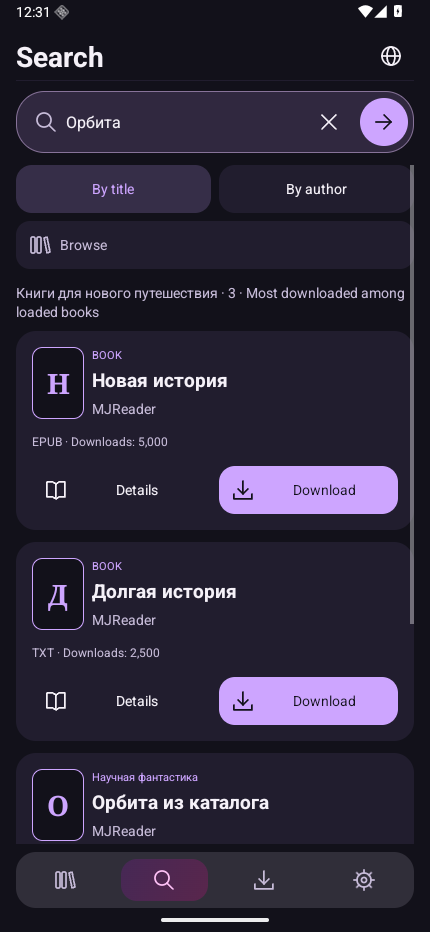 12:31
Search
Орбита
By title
By author
Browse
Книги для нового путешествия · 3 · Most downloaded among
loaded books
Н
BOOK
Новая история
MJReader
EPUB · Downloads: 5,000
Details
Download
Д
BOOK
Долгая история
MJReader
TXT · Downloads: 2,500
Details
Download
О
Научная фантастика
Орбита из каталога
MJReader